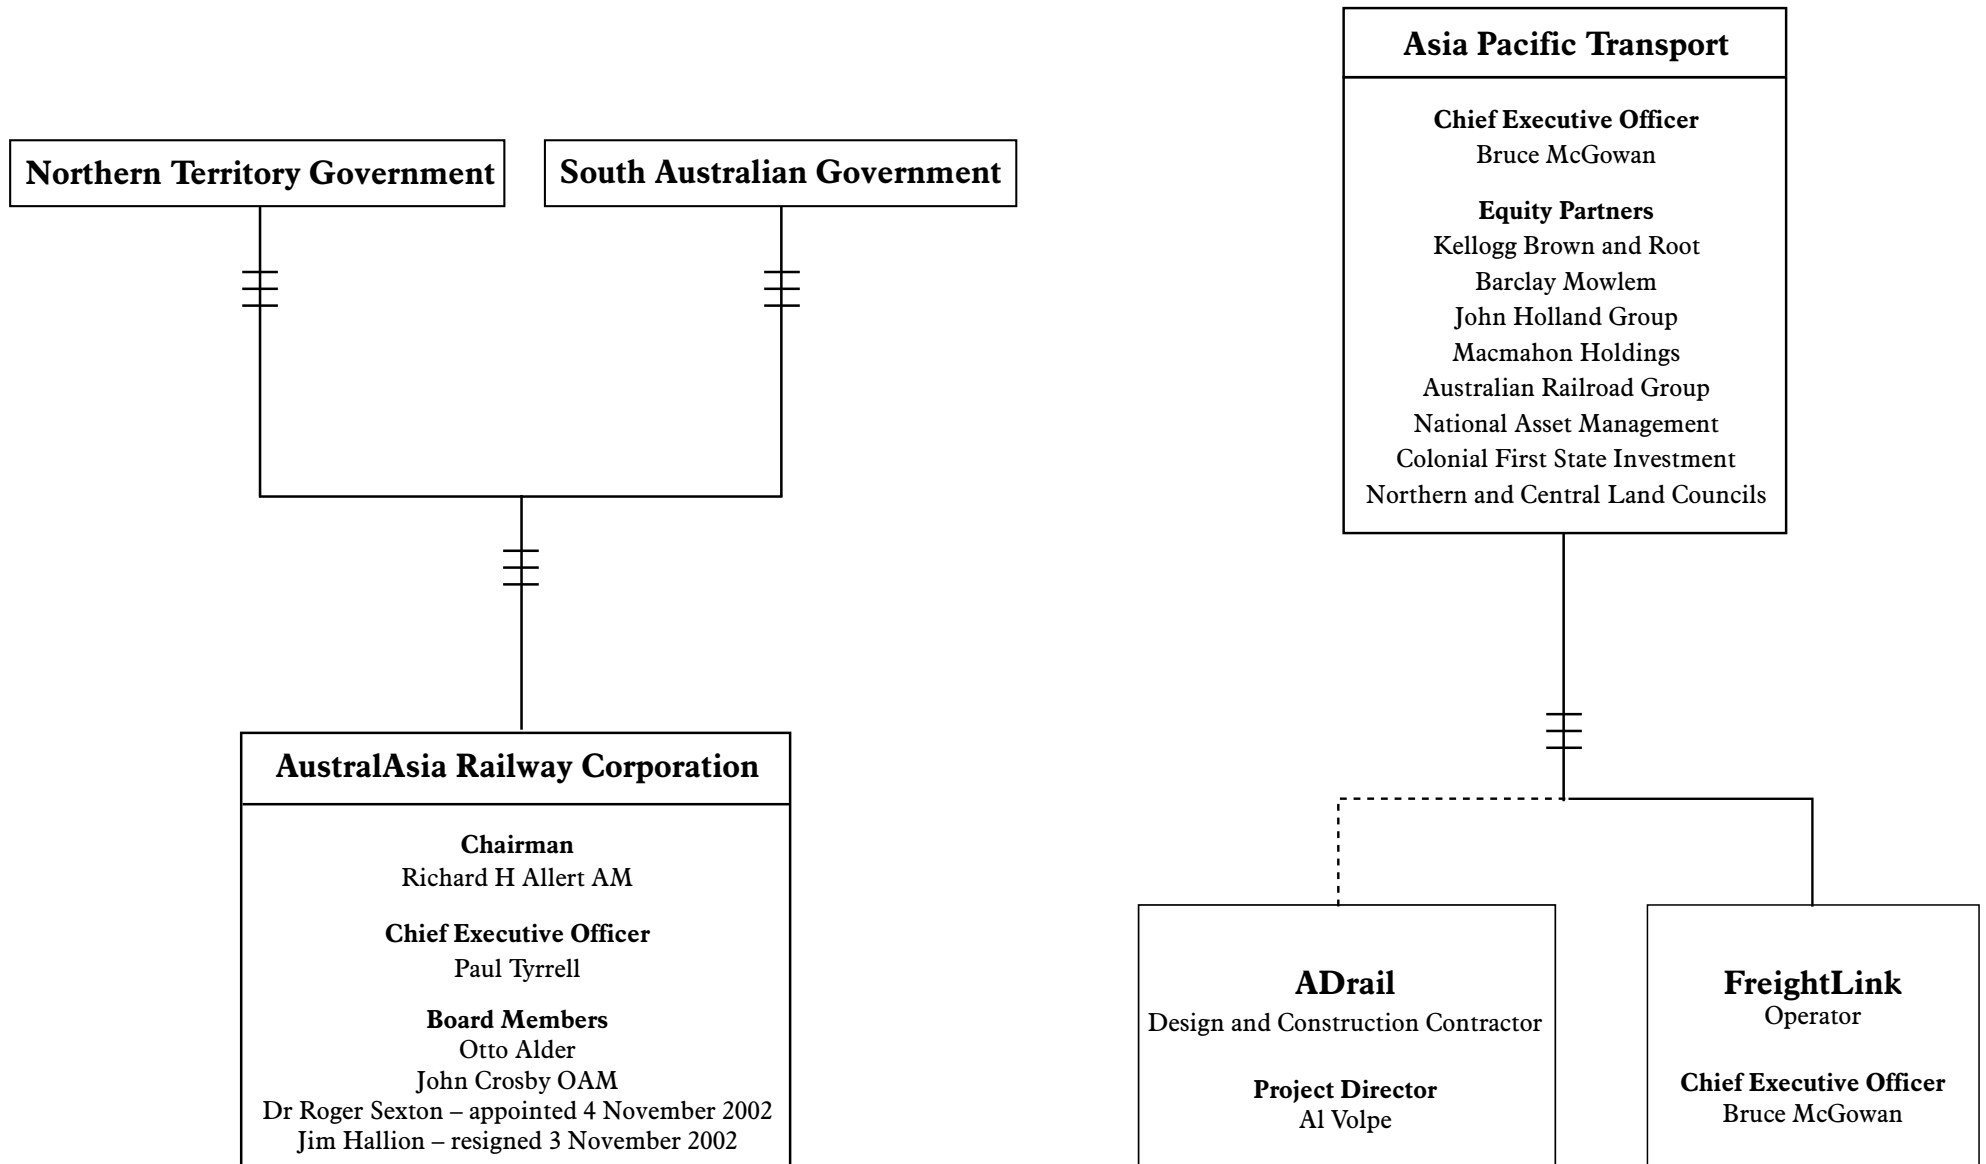 Northern Territory Government
South Australian Government
AustralAsia Railway Corporation
Chairman
Richard H Allert AM
Chief Executive Officer
Paul Tyrrell
Board Members
Otto Alder
John Crosby OAM
Dr Roger Sexton – appointed 4 November 2002
Jim Hallion – resigned 3 November 2002
Asia Pacific Transport
Chief Executive Officer
Bruce McGowan
Equity Partners
Kellogg Brown and Root
Barclay Mowlem
John Holland Group
Macmahon Holdings
Australian Railroad Group
National Asset Management
Colonial First State Investment
Northern and Central Land Councils
ADrail
Design and Construction Contractor
Project Director
Al Volpe
FreightLink
Operator
Chief Executive Officer
Bruce McGowan